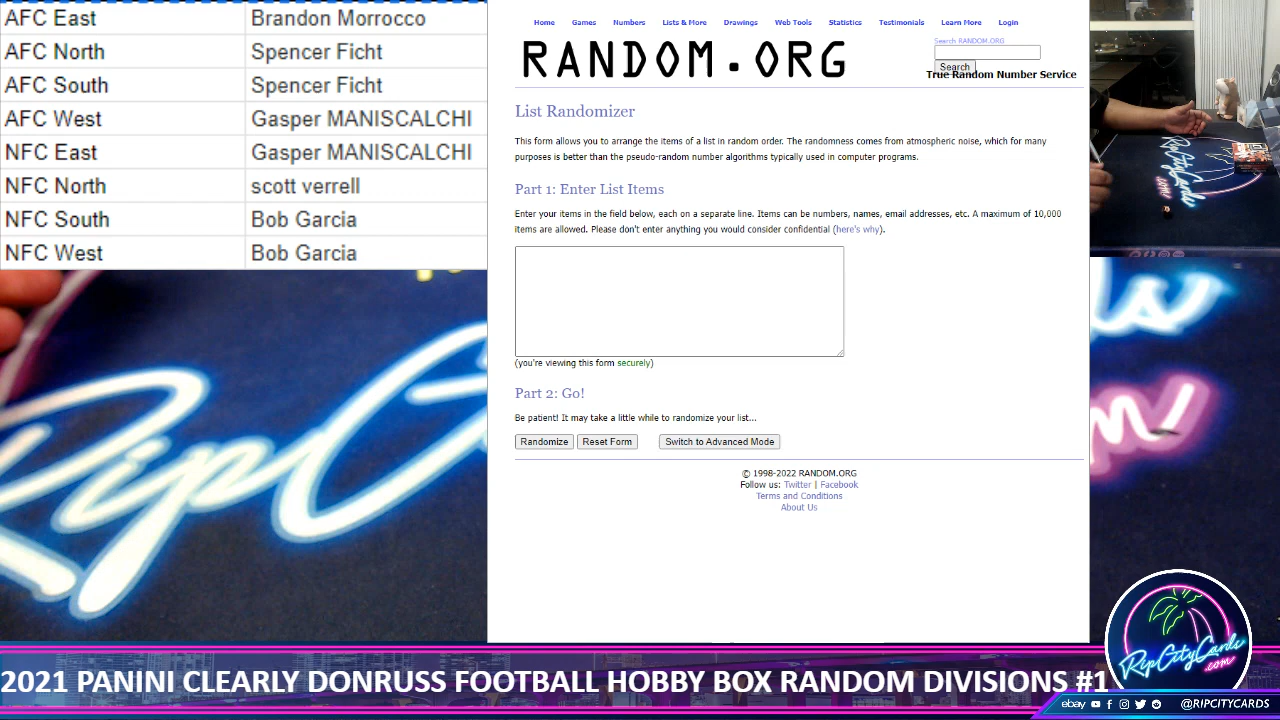 AFC East Brandon Morrocco
AFC North Spencer Ficht
AFC South Spencer Ficht
AFC West Gasper MANISCALCHI
NFC East Gasper MANISCALCHI
NFC North scott verrell
NFC South Bob Garcia
NFC West Bob Garcia
Home Games Numbers Lists & More Drawings Web Tools Statistics Testimonials Learn More Login
RANDOM.ORG
Search RANDOM.ORG
Search
True Random Number Service
List Randomizer
This form allows you to arrange the items of a list in random order. The randomness comes from atmospheric noise, which for many
purposes is better than the pseudo-random number algorithms typically used in computer programs.
Part 1: Enter List Items
Enter your items in the field below, each on a separate line. Items can be numbers, names, email addresses, etc. A maximum of 10,000
items are allowed. Please don't enter anything you would consider confidential (here's why).
(you're viewing this form securely)
Part 2: Go!
Be patient! It may take a little while to randomize your list...
Randomize Reset Form Switch to Advanced Mode
© 1998-2022 RANDOM.ORG
Follow us: Twitter | Facebook
Terms and Conditions
About Us
RipCityCards
.com
Rip C
2021 PANINI CLEARLY DONRUSS FOOTBALL HOBBY BOX RANDOM DIVISIONS #1
RipCityCards
.com
ebay @RIPCITYCARDS